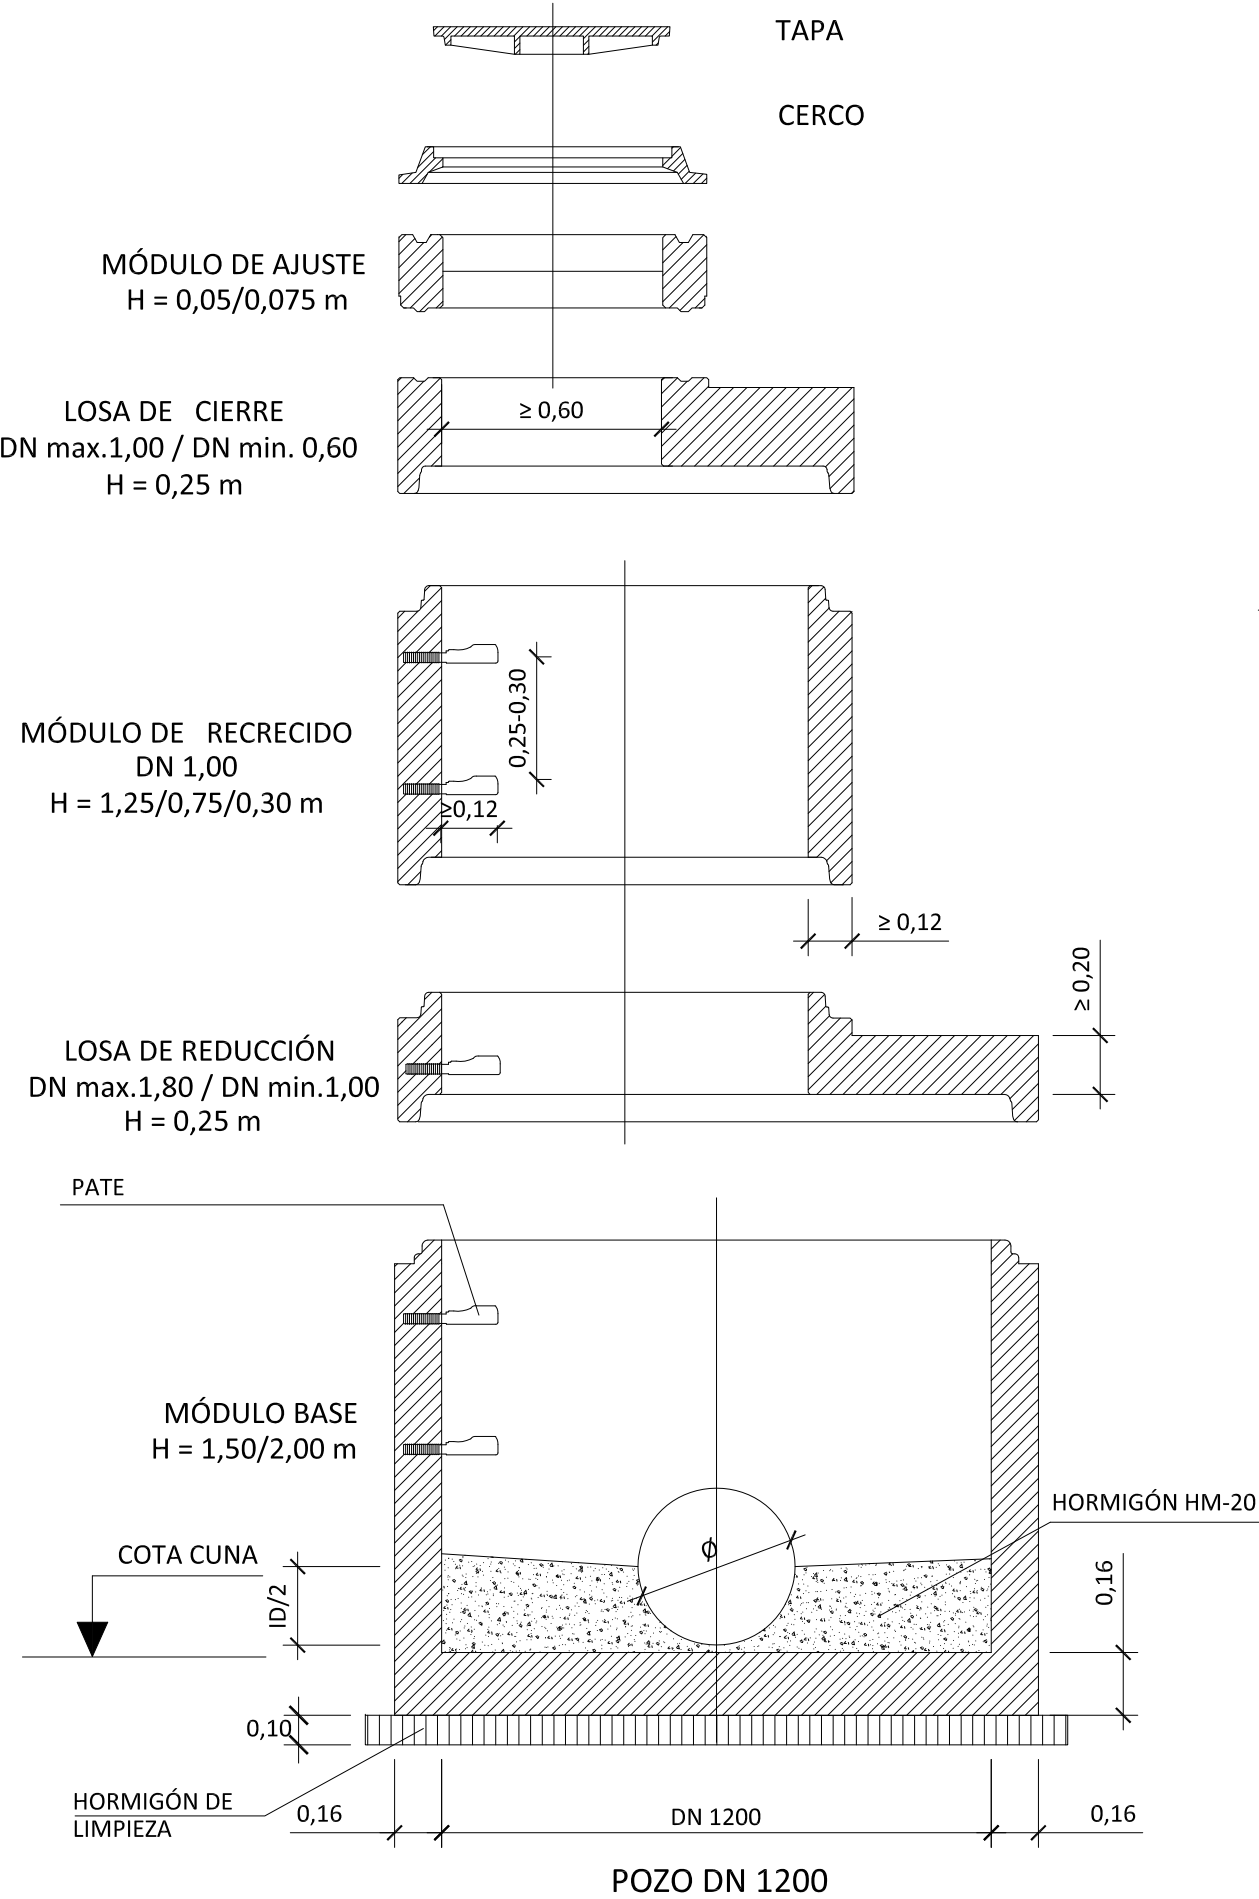 TAPA
CERCO
MÓDULO DE AJUSTE
H = 0,05/0,075 m
LOSA DE CIERRE
DN max.1,00 / DN min. 0,60
H = 0,25 m
≥ 0,60
MÓDULO DE RECRECIDO
DN 1,00
H = 1,25/0,75/0,30 m
0,25-0,30
≥0,12
≥ 0,12
≥ 0,20
LOSA DE REDUCCIÓN
DN max.1,80 / DN min.1,00
H = 0,25 m
PATE
MÓDULO BASE
H = 1,50/2,00 m
HORMIGÓN HM-20
COTA CUNA
ID/2
Ø
0,16
0,10
HORMIGÓN DE
LIMPIEZA
0,16
DN 1200
0,16
POZO DN 1200